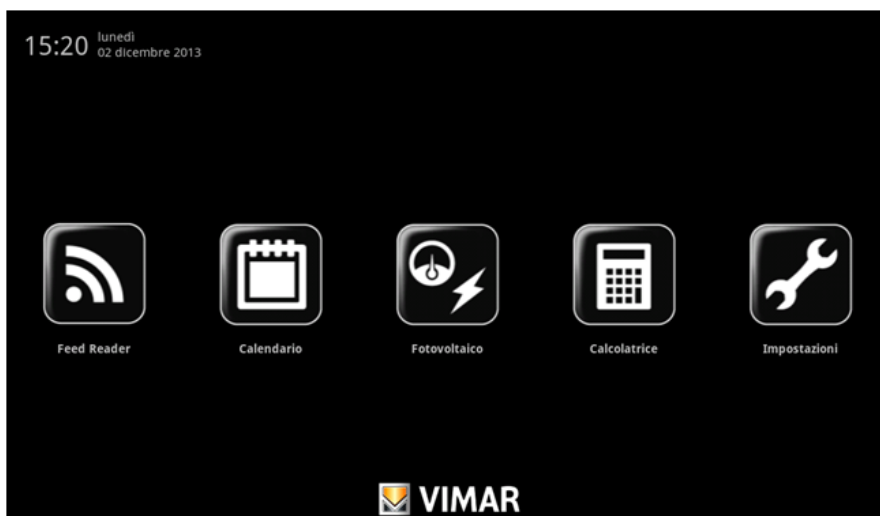 15:20
lunedì
02 dicembre 2013
Feed Reader
Calendario
Fotovoltaico
Calcolatrice
Impostazioni
VIMAR